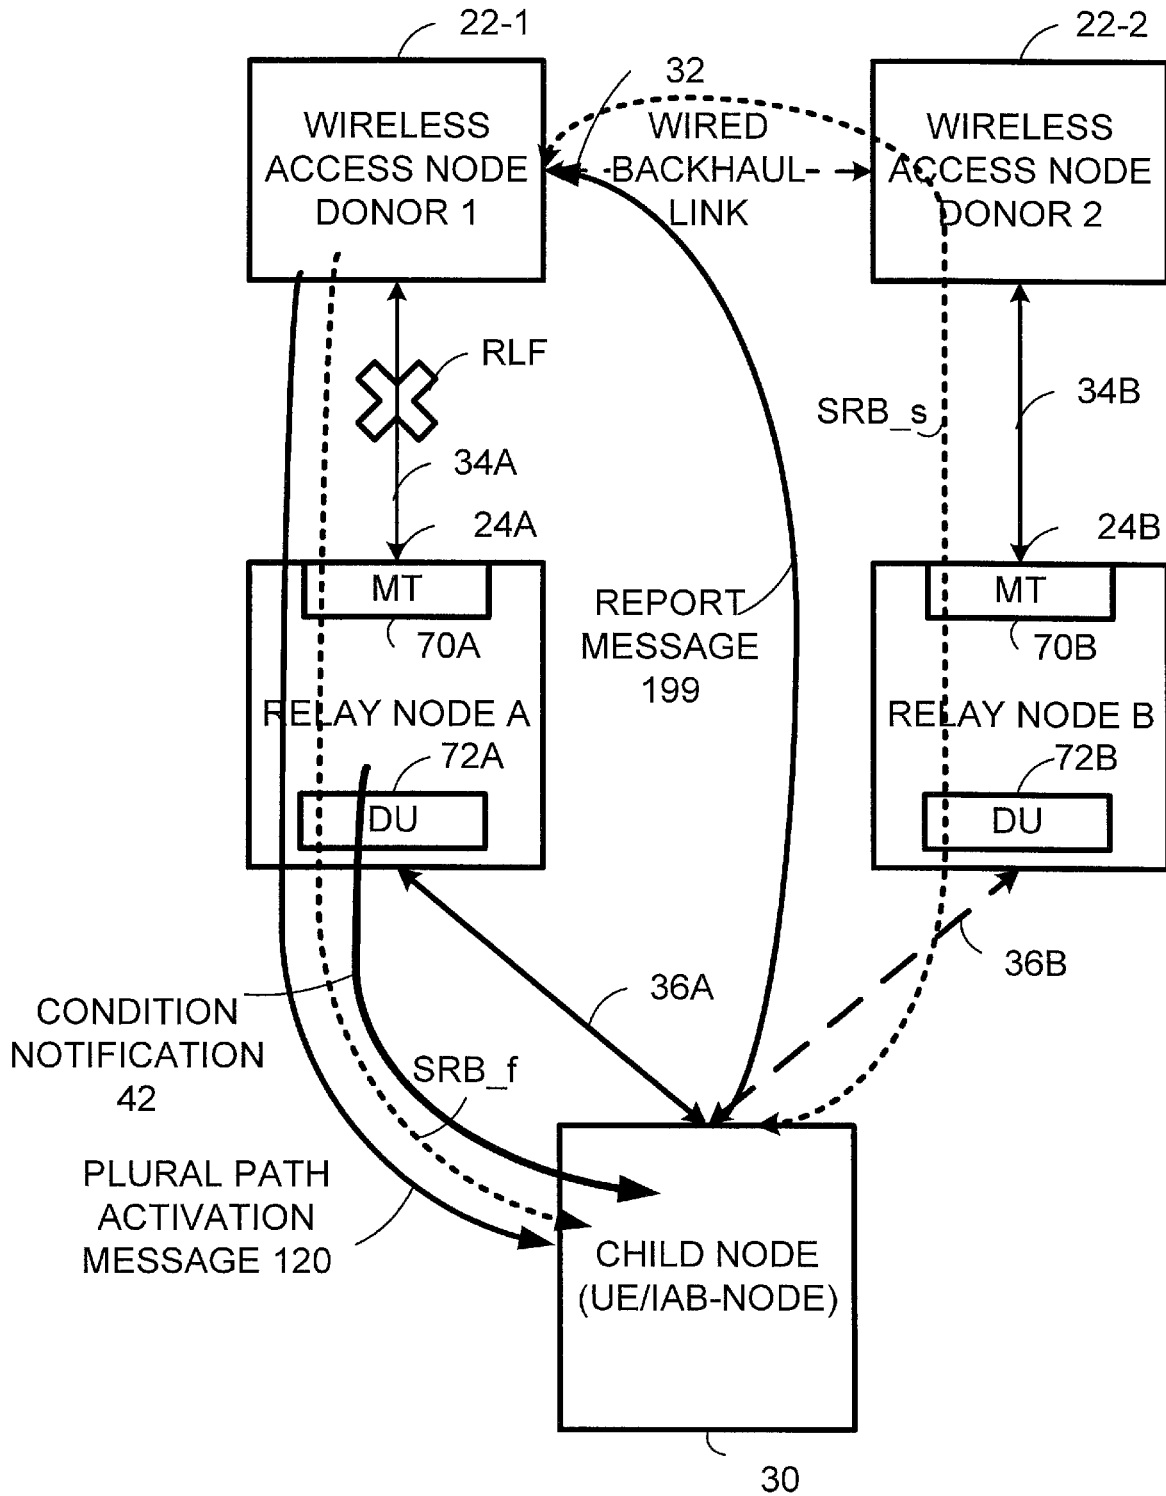 22-1
22-2
32
WIRELESS
ACCESS NODE
DONOR 1
WIRED
BACKHAUL
LINK
WIRELESS
ACCESS NODE
DONOR 2
RLF
34A
34B
SRB_s
24A
24B
MT
70A
MT
70B
REPORT
MESSAGE
199
RELAY NODE A
RELAY NODE B
72A
72B
DU
DU
36A
36B
CONDITION
NOTIFICATION
42
SRB_f
PLURAL PATH
ACTIVATION
MESSAGE 120
CHILD NODE
(UE/IAB-NODE)
30